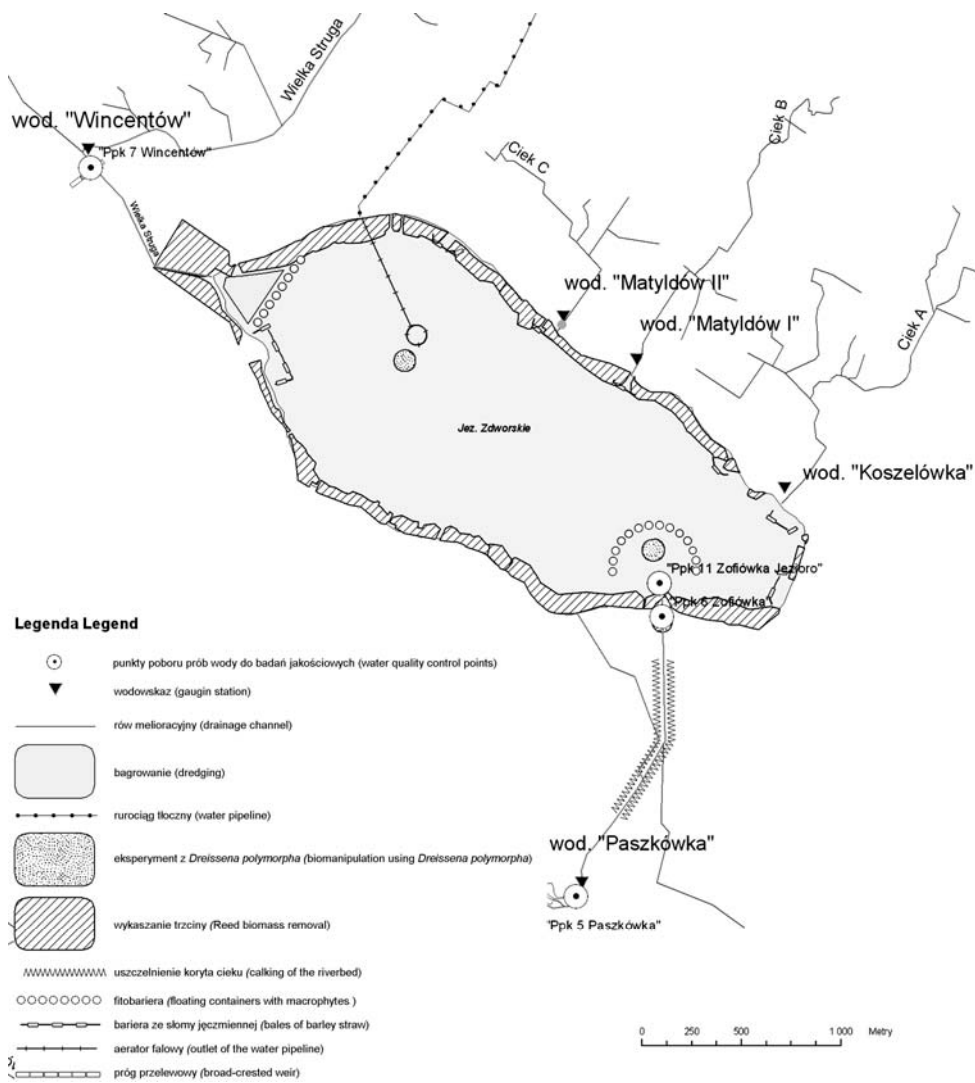 Wielka Struga
wod. "Wincentów"
"Ppk 7 Wincentów"
Wielka Struga
Ciek C
Ciek B
Ciek A
wod. "Matyldów II"
wod. "Matyldów I"
Jez. Zdworskie
wod. "Koszelówka"
"Ppk 11 Zofiówka Jezioro"
"Ppk 6 Zofiówka"
wod. "Paszkówka"
"Ppk 5 Paszkówka"
Legenda Legend
punkty poboru prób wody do badań jakościowych (water quality control points)
wodowskaz (gaugin station)
rów melioracyjny (drainage channel)
bagrowanie (dredging)
rurociąg tłoczny (water pipeline)
eksperyment z Dreissena polymorpha (biomanipulation using Dreissena polymorpha)
wykaszanie trzciny (Reed biomass removal)
uszczelnienie koryta cieku (calking of the riverbed)
fitobariera (floating containers with macrophytes )
bariera ze słomy jęczmiennej (bales of barley straw)
aerator falowy (outlet of the water pipeline)
próg przelewowy (broad-crested weir)
0 250 500 1 000 Metry